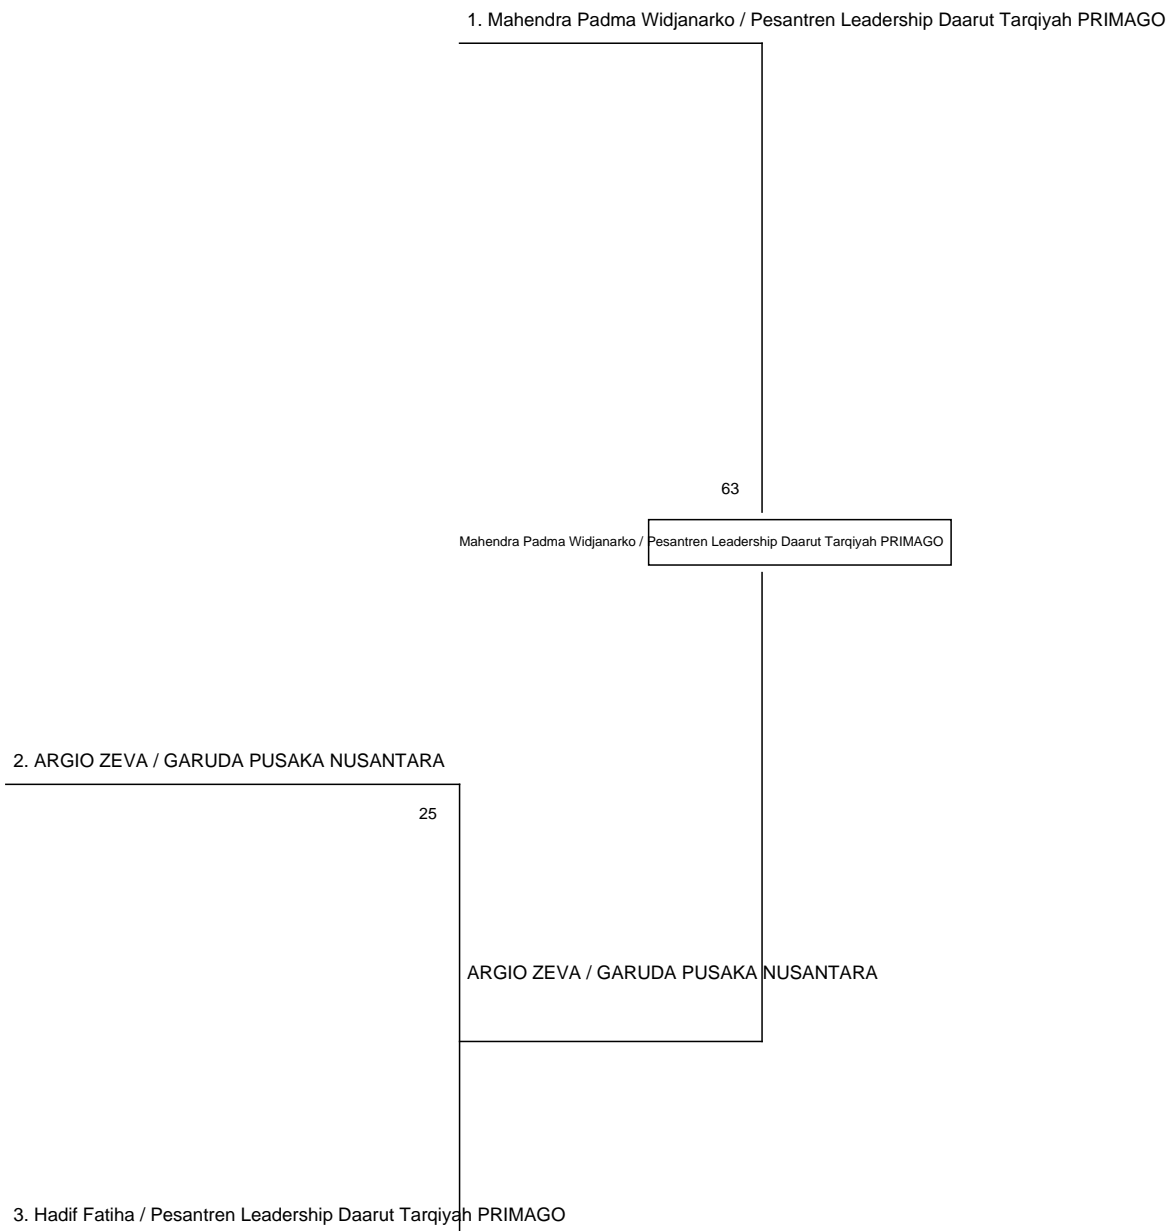 1. Mahendra Padma Widjanarko / Pesantren Leadership Daarut Tarqiyah PRIMAGO
63
Mahendra Padma Widjanarko / Pesantren Leadership Daarut Tarqiyah PRIMAGO
2. ARGIO ZEVA / GARUDA PUSAKA NUSANTARA
25
ARGIO ZEVA / GARUDA PUSAKA NUSANTARA
3. Hadif Fatiha / Pesantren Leadership Daarut Tarqiyah PRIMAGO